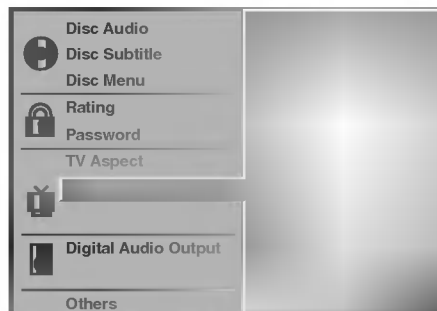 Disc Audio
Disc Subtitle
Disc Menu
Rating
Password
TV Aspect
Digital Audio Output
Others